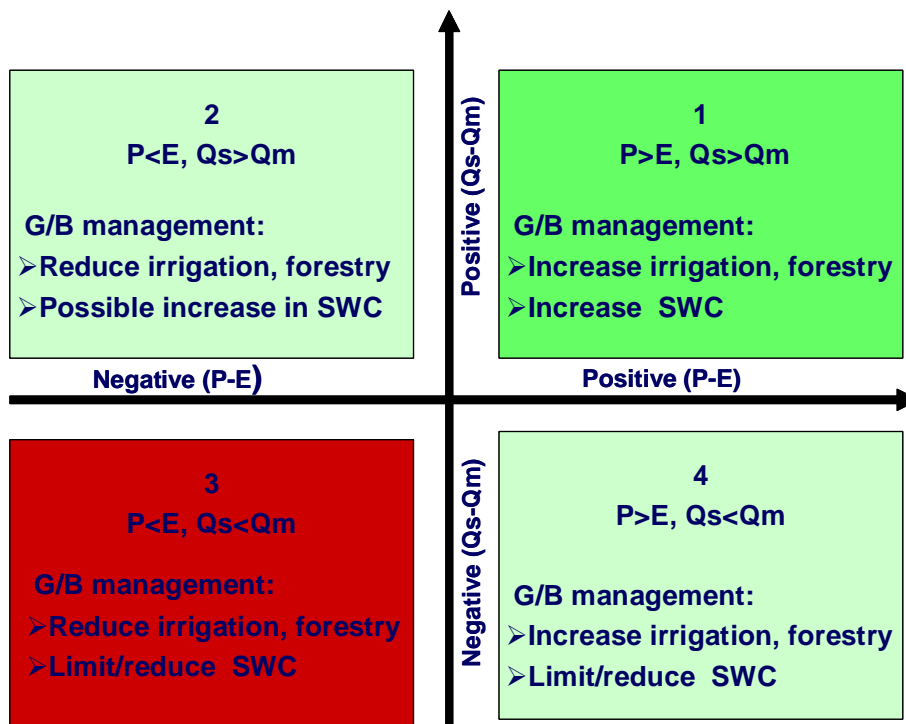 2
P<E, Qs>Qm
G/B management:
➢Reduce irrigation, forestry
➢Possible increase in SWC
Positive (Qs-Qm)
1
P>E, Qs>Qm
G/B management:
➢Increase irrigation, forestry
➢Increase SWC
Negative (P-E)
Positive (P-E)
3
P<E, Qs<Qm
G/B management:
➢Reduce irrigation, forestry
➢Limit/reduce SWC
Negative (Qs-Qm)
4
P>E, Qs<Qm
G/B management:
➢Increase irrigation, forestry
➢Limit/reduce SWC